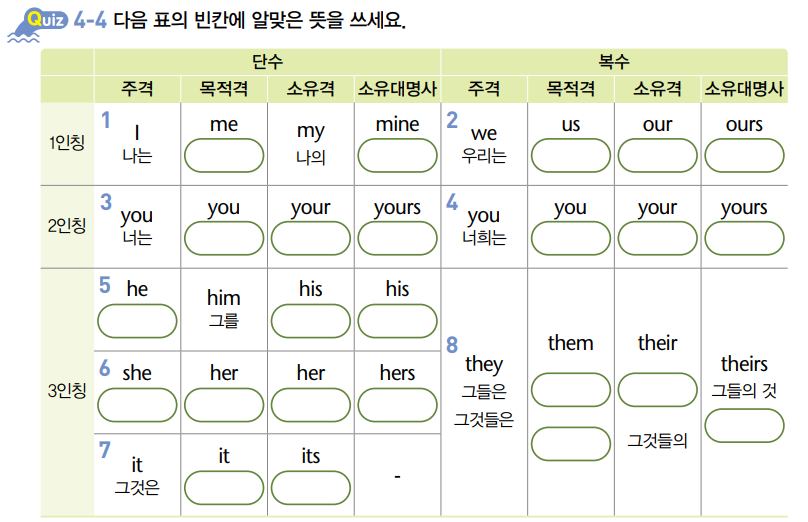 Quiz 4-4 다음 표의 빈칸에 알맞은 뜻을 쓰세요.
단수 복수
주격 목적격 소유격 소유대명사 주격 목적격 소유격 소유대명사
1인칭
1 I 나는
me
my 나의
mine
2 we 우리는
us
our
ours
2인칭
3 you 너는
you
your
yours
4 you 너희는
you
your
yours
3인칭
5 he
him 그를
his
his
6 she
her
her
hers
7 it 그것은
it
its
-
8 they 그들은 그것들은
them
their 그것들의
theirs 그들의 것